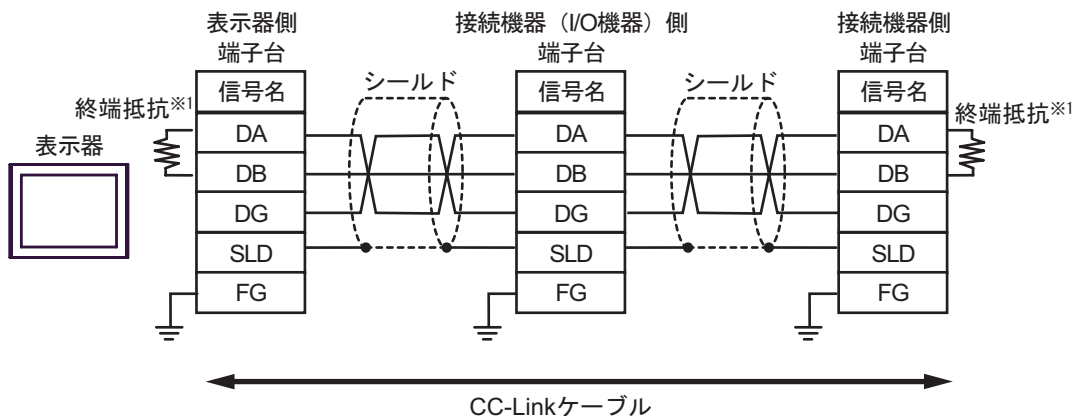 表示器側
端子台
接続機器（I/O機器）側
端子台
接続機器側
端子台
信号名
シールド
信号名
シールド
信号名
終端抵抗※1
終端抵抗※1
表示器
DA
DA
DA
DB
DB
DB
DG
DG
DG
SLD
SLD
SLD
FG
FG
FG
CC-Linkケーブル